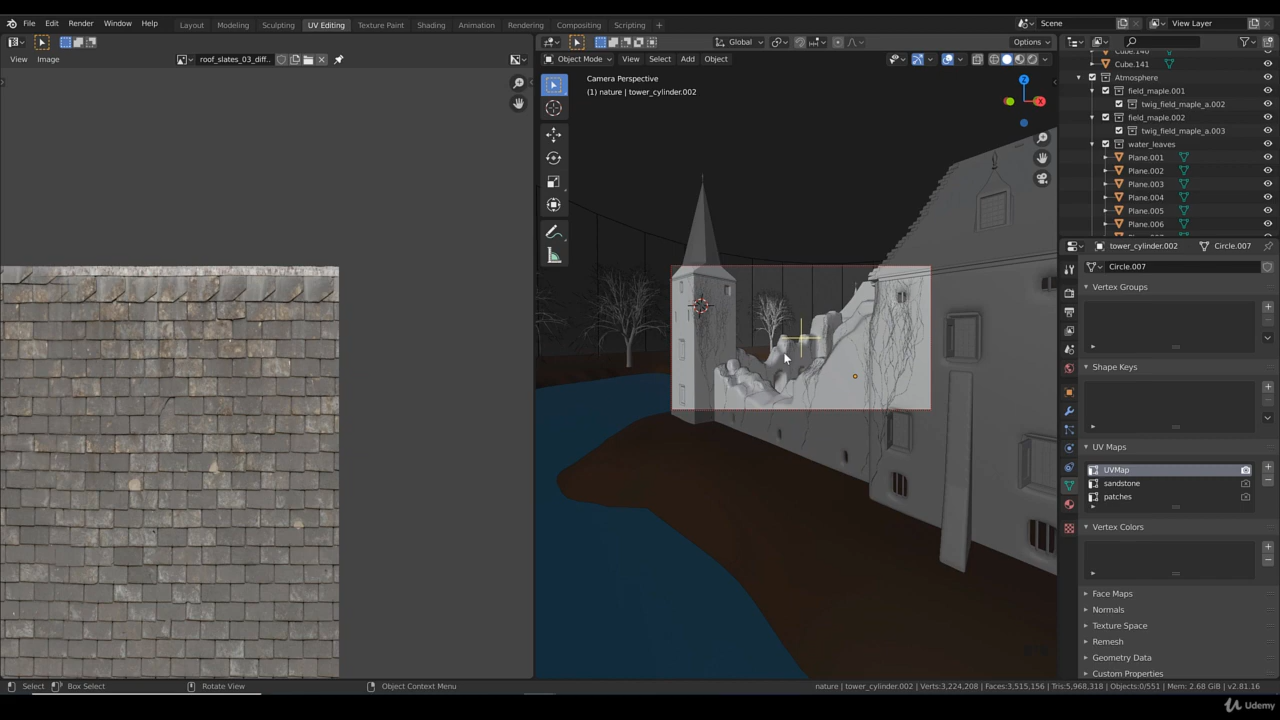 File Edit Render Window Help Layout Modeling Sculpting UV Editing Texture Paint Shading Animation Rendering Compositing Scripting + Scene View Layer
Global Options
View Image roof_slates_03_diff.. Object Mode View Select Add Object
Camera Perspective
(1) nature | tower_cylinder.002
Z
X
Cube.141
Atmosphere
field_maple.001
twig_field_maple_a.002
field_maple.002
twig_field_maple_a.003
water_leaves
Plane.001
Plane.002
Plane.003
Plane.004
Plane.005
Plane.006
tower_cylinder.002 Circle.007
Circle.007
Vertex Groups
Shape Keys
UV Maps
UVMap
sandstone
patches
Vertex Colors
Face Maps
Normals
Texture Space
Remesh
Geometry Data
Custom Properties
Select Box Select Rotate View Object Context Menu nature | tower_cylinder.002 | Verts:3,224,208 | Faces:3,515,156 | Tris:5,968,318 | Objects:0/551 | Mem: 2.68 GiB | v2.81.16
Udemy